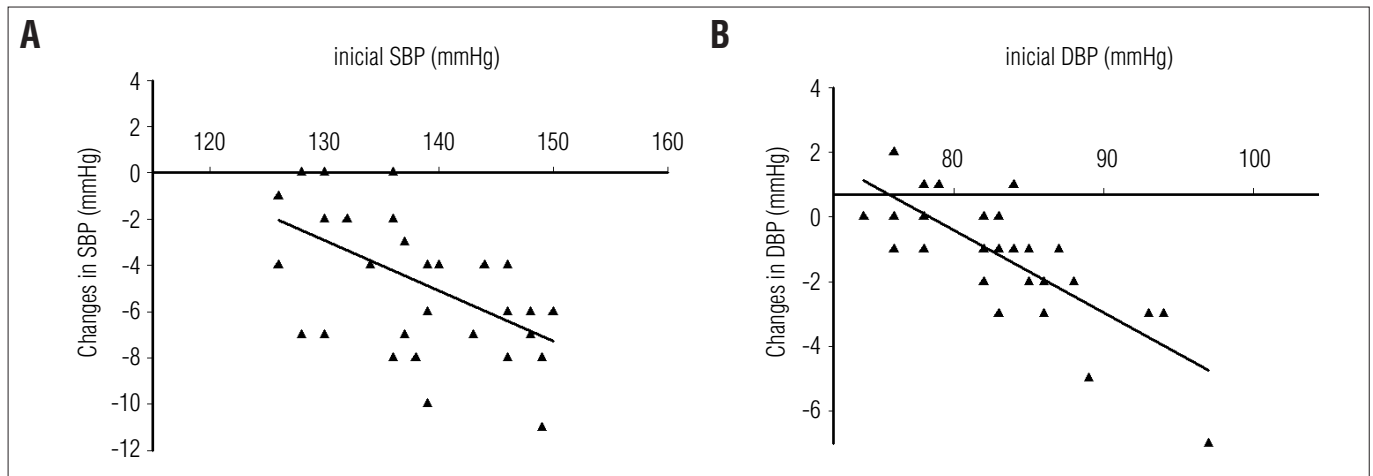 A
inicial SBP (mmHg)
4
2
0
-2
-4
-6
-8
-10
-12
120 130 140 150 160
Changes in SBP (mmHg)
B
inicial DBP (mmHg)
4
2
0
-2
-4
-6
80 90 100
Changes in DBP (mmHg)